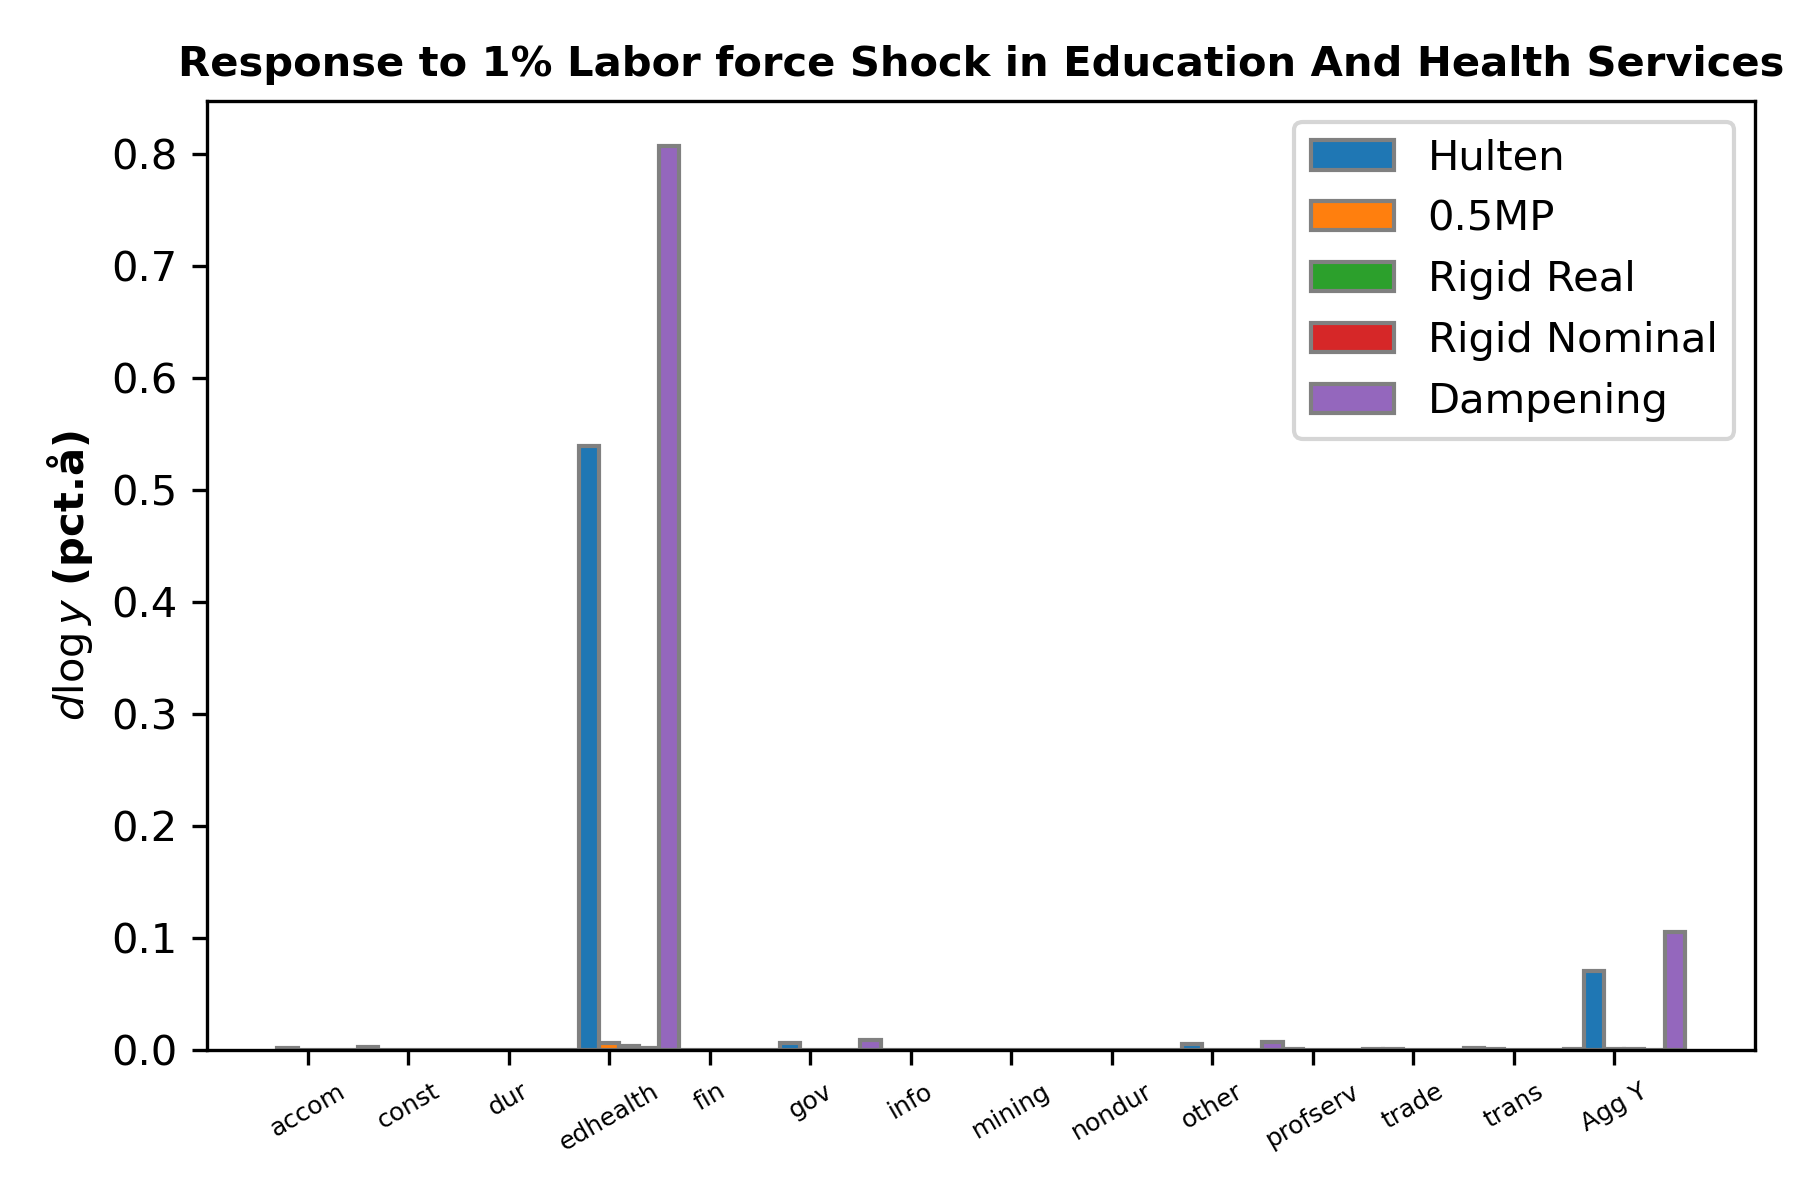 Response to 1% Labor force Shock in Education And Health Services
dlog y (pct.å)
0.8
0.7
0.6
0.5
0.4
0.3
0.2
0.1
0.0
Hulten
0.5MP
Rigid Real
Rigid Nominal
Dampening
accom const dur edhealth fin gov info mining nondur other profserv trade trans Agg Y